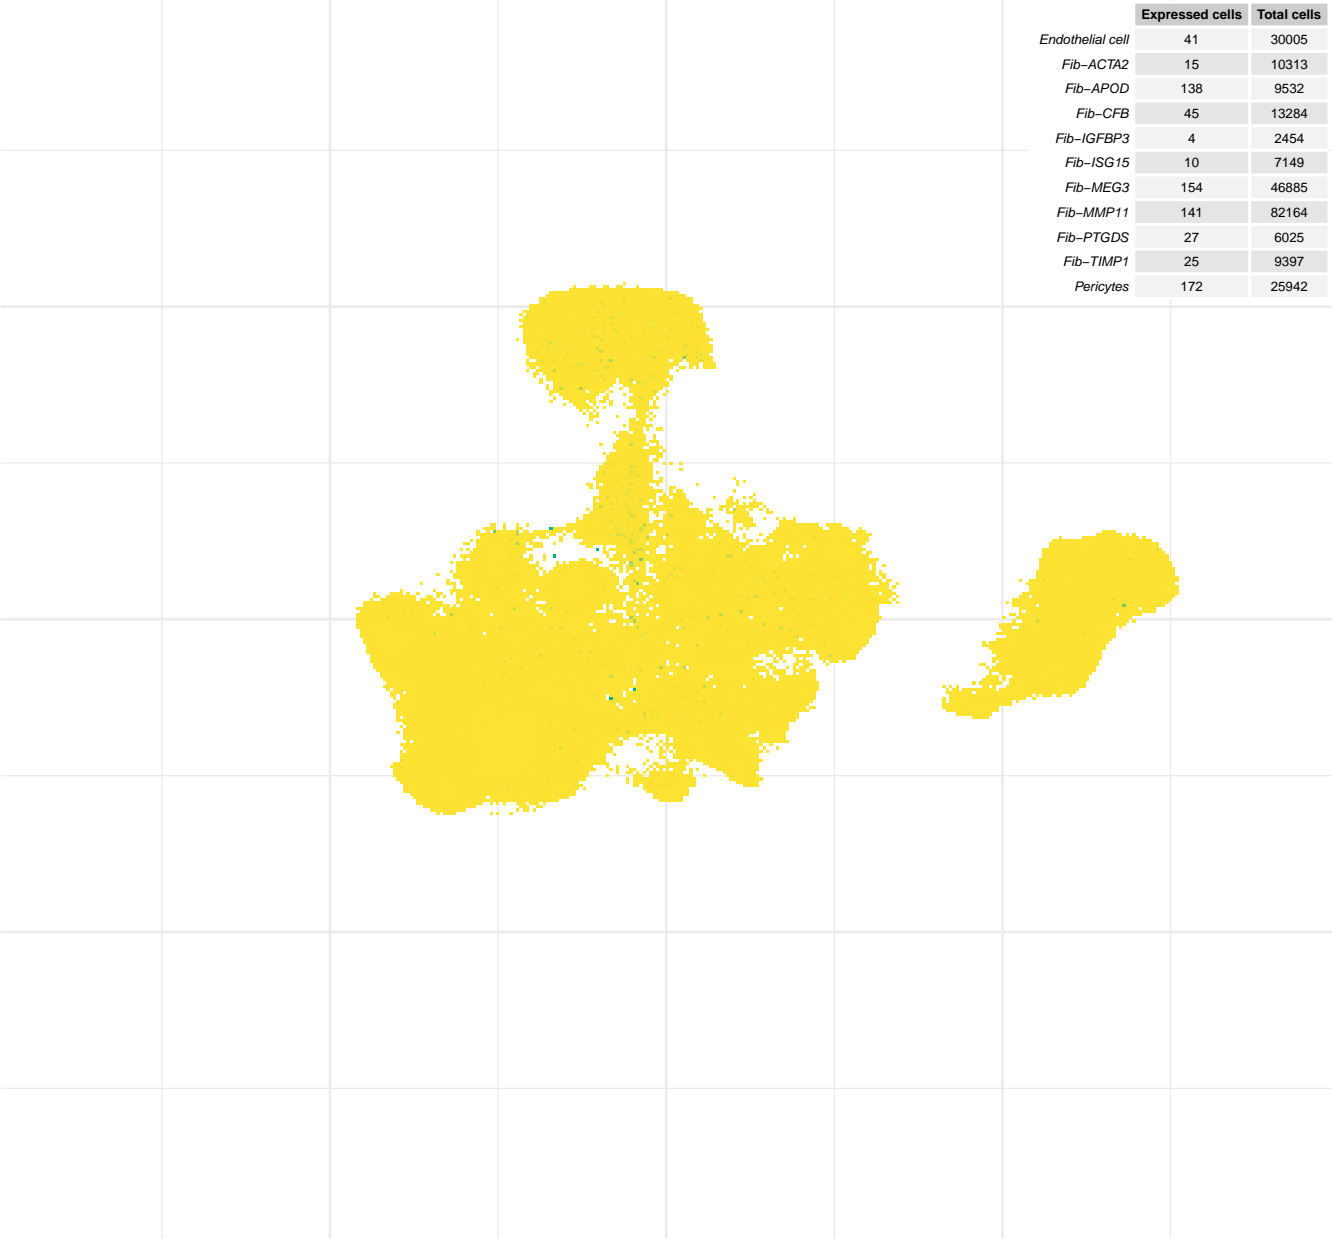 Expressed cells Total cells
Endothelial cell 41 30005
Fib−ACTA2 15 10313
Fib−APOD 138 9532
Fib−CFB 45 13284
Fib−IGFBP3 4 2454
Fib−ISG15 10 7149
Fib−MEG3 154 46885
Fib−MMP11 141 82164
Fib−PTGDS 27 6025
Fib−TIMP1 25 9397
Pericytes 172 25942